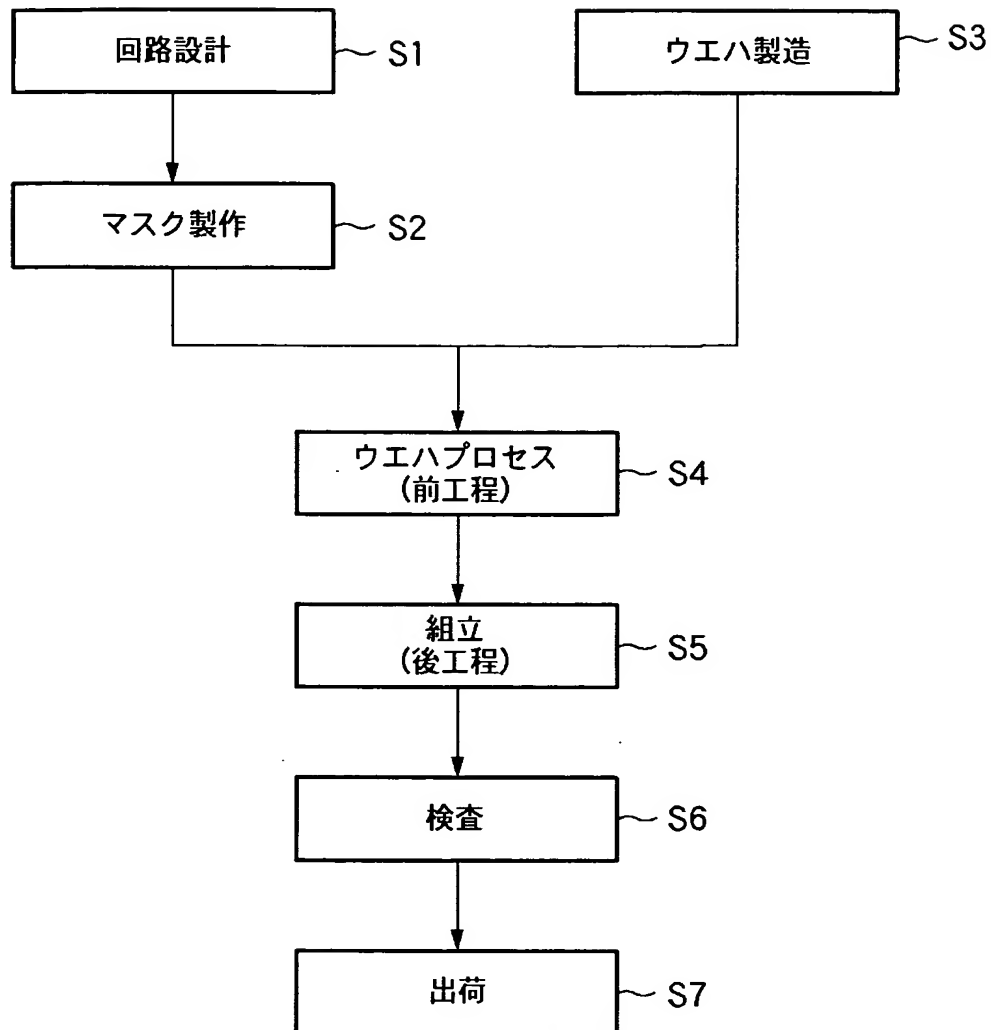 回路設計
S1
ウエハ製造
S3
マスク製作
S2
ウエハプロセス
(前工程)
S4
組立
(後工程)
S5
検査
S6
出荷
S7